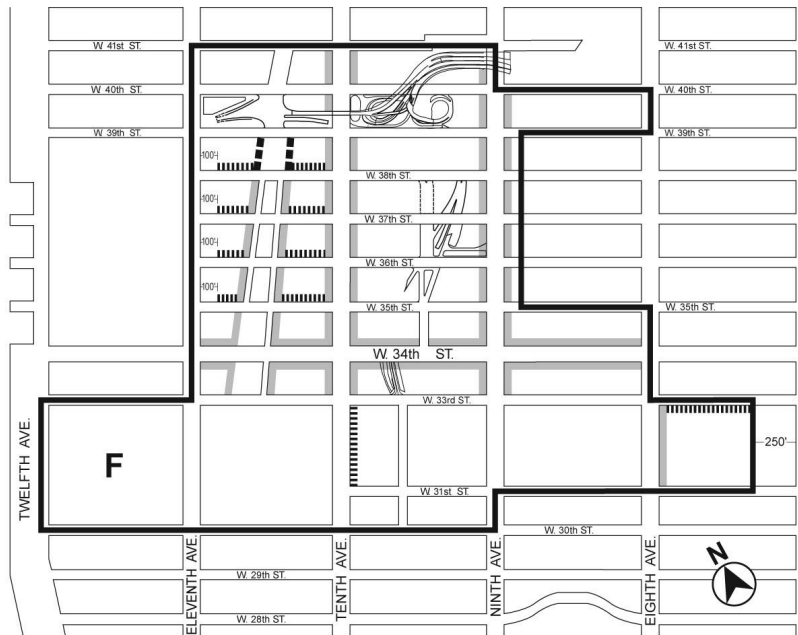 W. 41st ST.
W. 41st ST.
W. 40th ST.
W. 40th ST.
W. 39th ST.
W. 39th ST.
100'
W. 38th ST.
100'
W. 37th ST.
100'
W. 36th ST.
100'
W. 35th ST.
W. 35th ST.
W. 34th ST.
W. 33rd ST.
TWELFTH AVE.
F
250'
W. 31st ST.
W. 30th ST.
ELEVENTH AVE.
TENTH AVE.
NINTH AVE.
EIGHTH AVE.
N
W. 29th ST.
W. 28th ST.